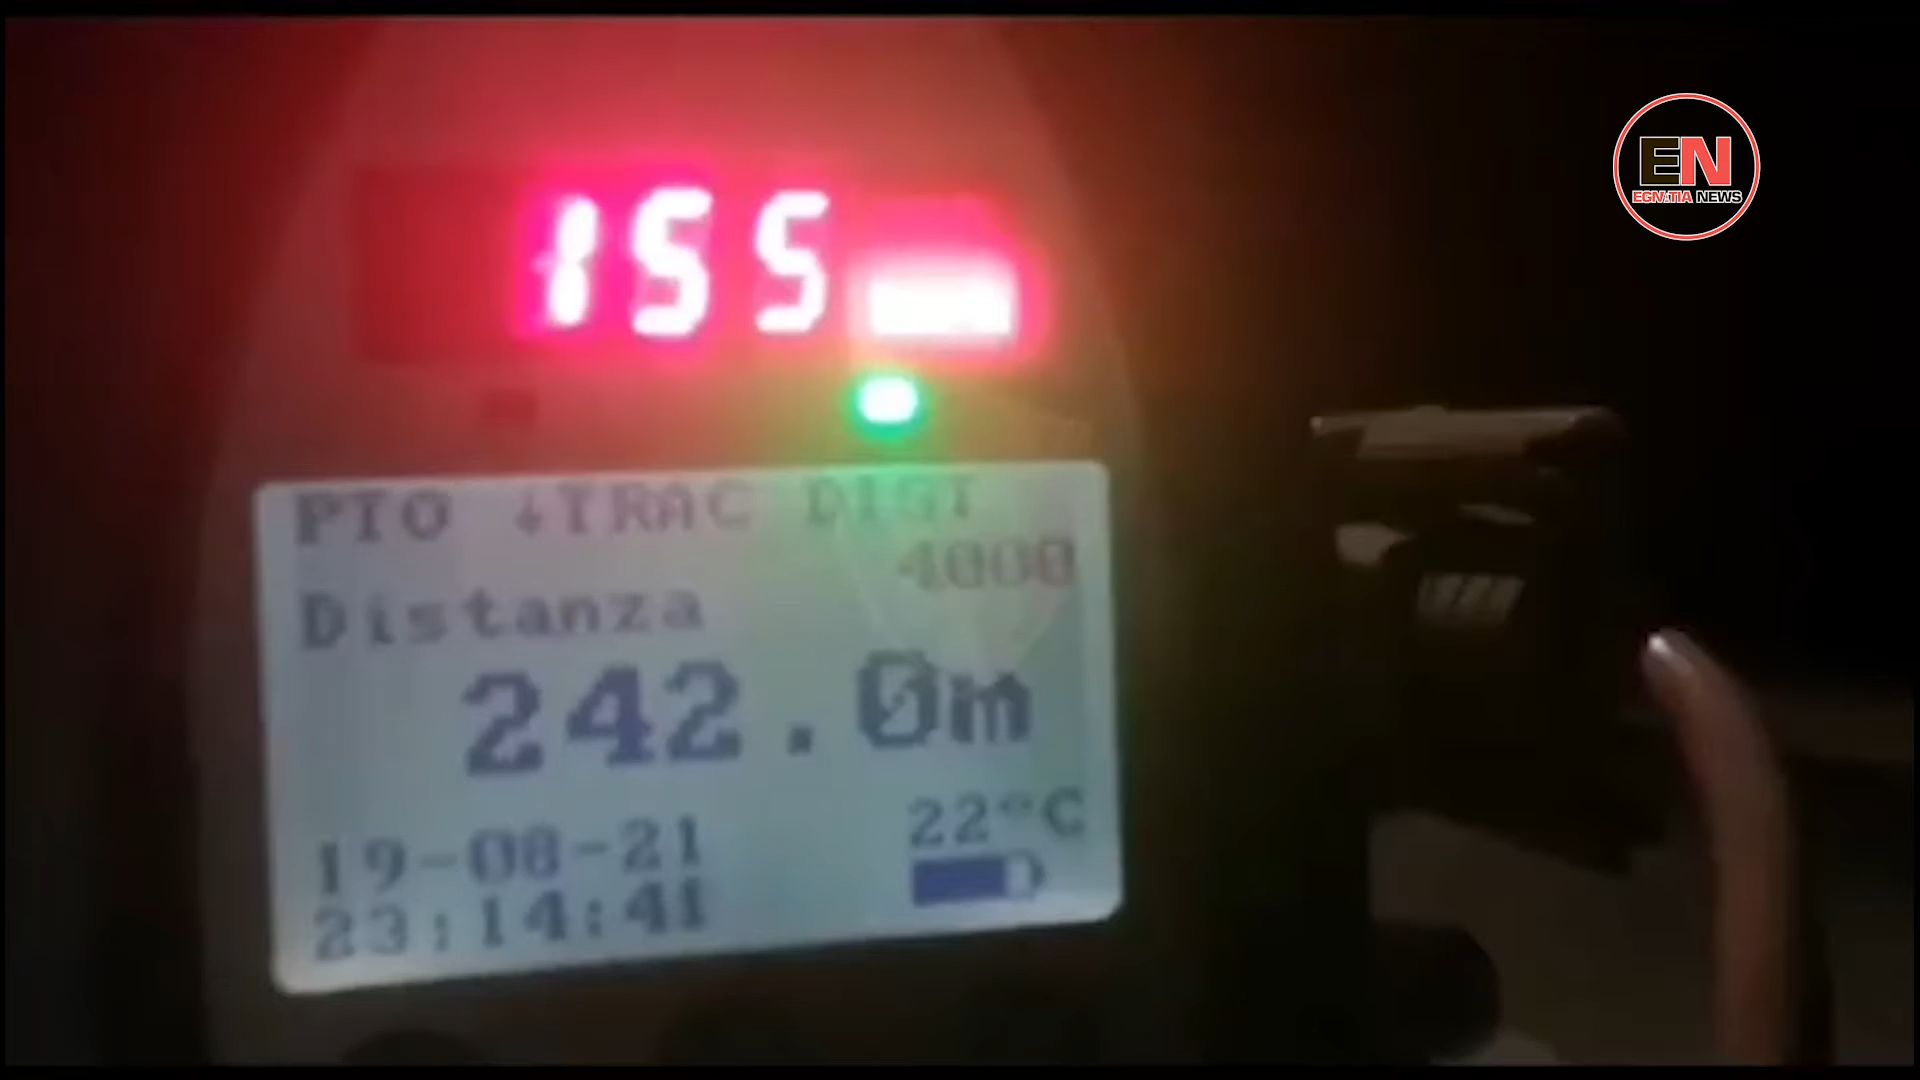 155
EN
EGNATIA NEWS
PTO ↓TRAC DIST
4000
Distanza
242.0m
19-08-21
22°C
23:14:41